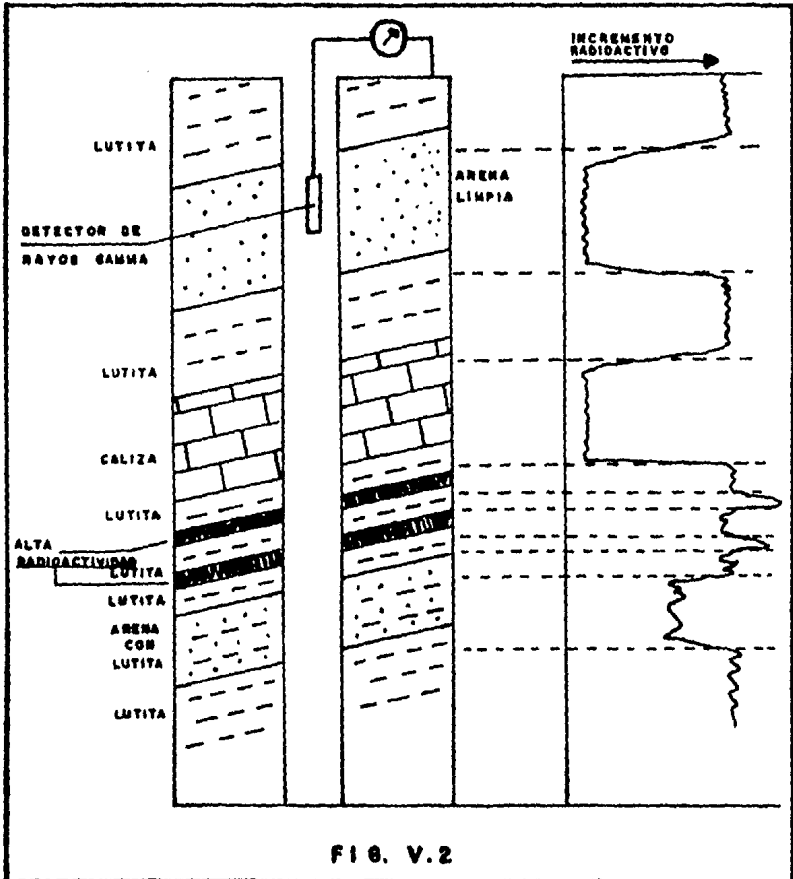 INCREMENTO
RADIOACTIVO
LUTITA
ARENA
LIMPIA
DETECTOR DE
RAYOS GAMMA
LUTITA
CALIZA
LUTITA
ALTA
RADIOACTIVIDAD
LUTITA
LUTITA
ARENA
CON
LUTITA
LUTITA
FIG. V.2